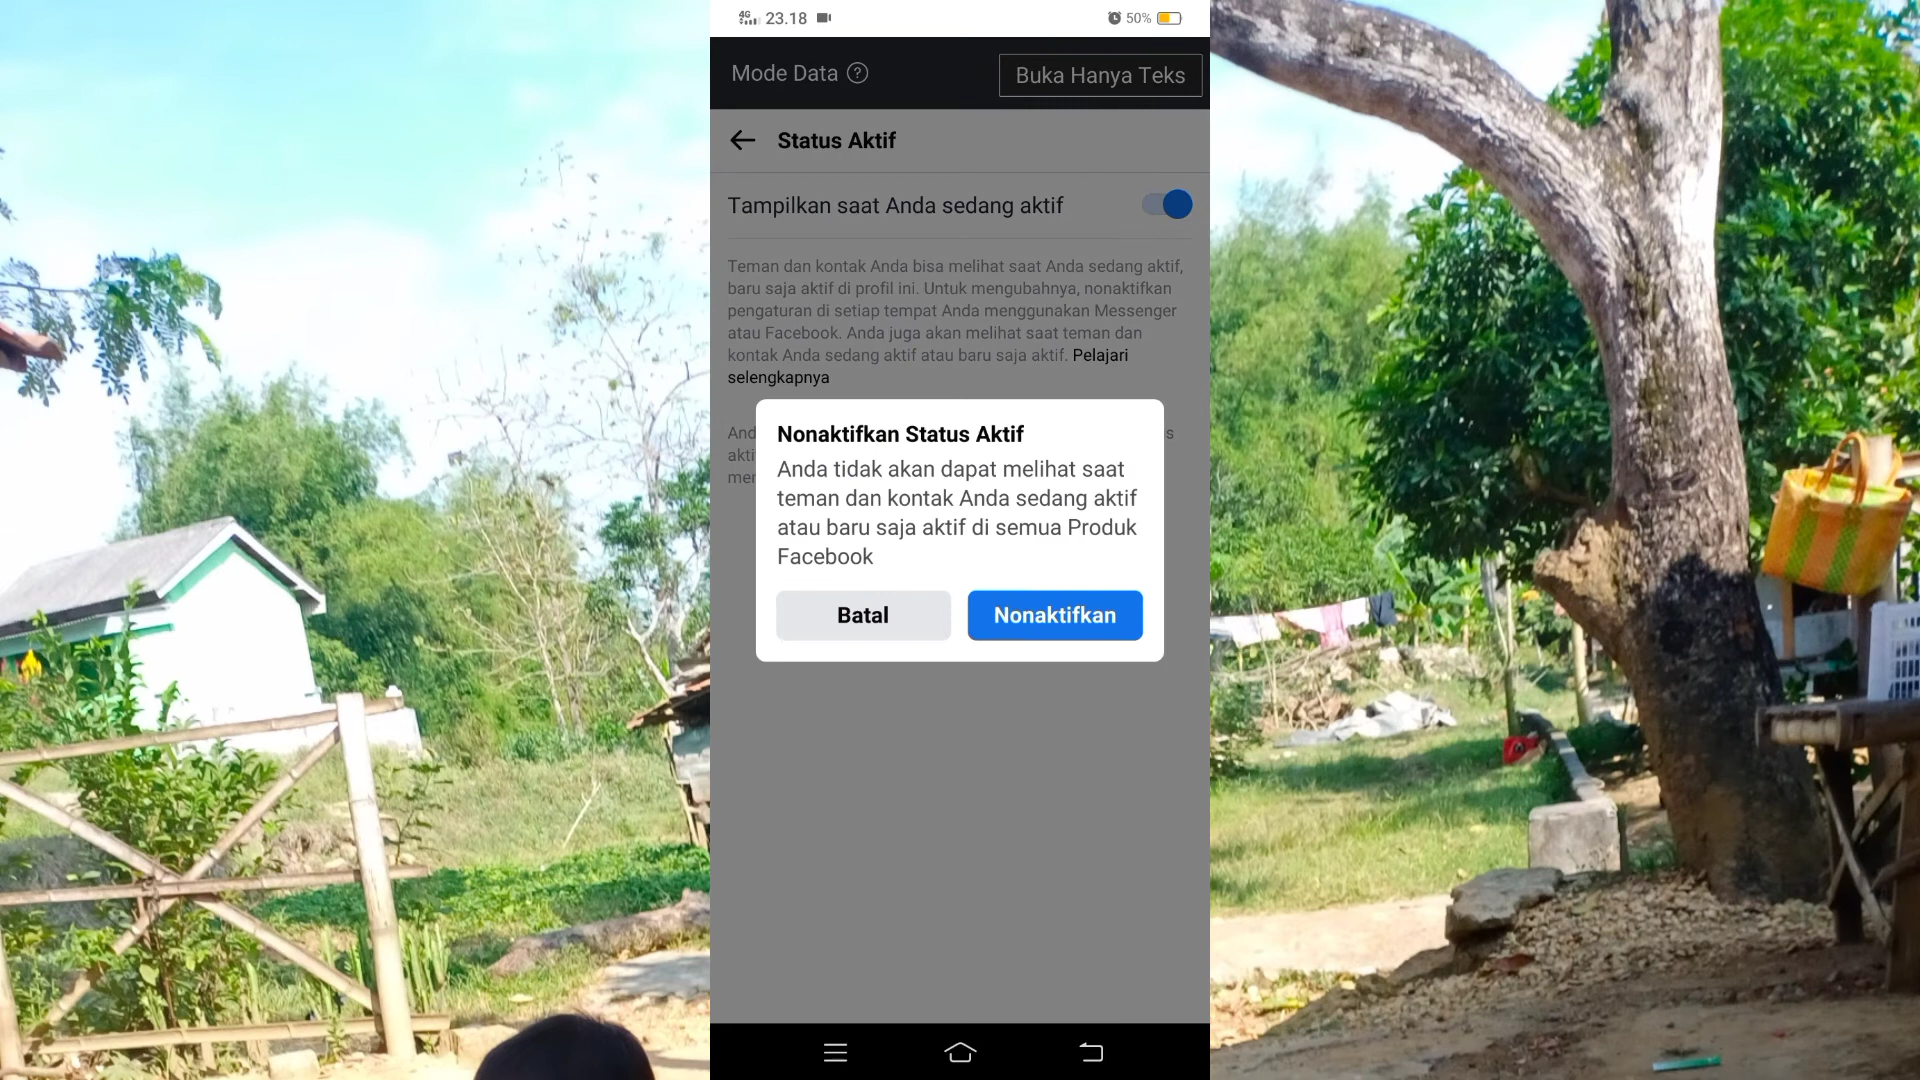 4G 23.18 50%
Mode Data ? Buka Hanya Teks
Status Aktif
Tampilkan saat Anda sedang aktif
Teman dan kontak Anda bisa melihat saat Anda sedang aktif,
baru saja aktif di profil ini. Untuk mengubahnya, nonaktifkan
pengaturan di setiap tempat Anda menggunakan Messenger
atau Facebook. Anda juga akan melihat saat teman dan
kontak Anda sedang aktif atau baru saja aktif. Pelajari
selengkapnya
Nonaktifkan Status Aktif
Anda tidak akan dapat melihat saat
teman dan kontak Anda sedang aktif
atau baru saja aktif di semua Produk
Facebook
Batal Nonaktifkan